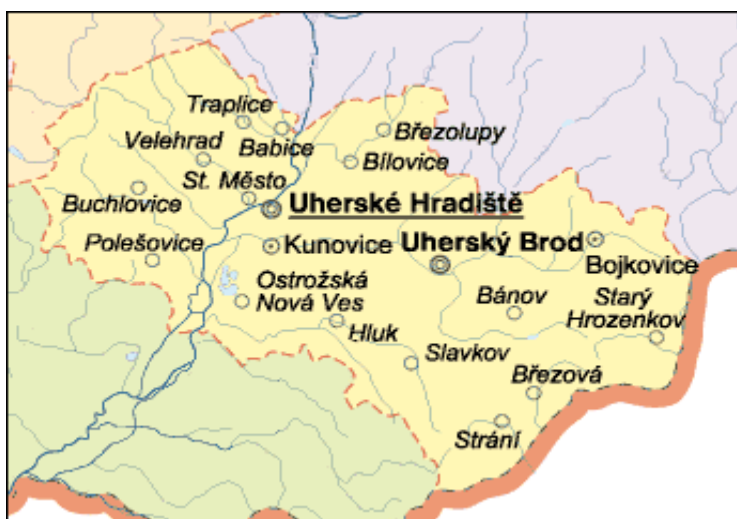 Traplice
Březolupy
Velehrad
Babice
Bílovice
St. Město
Buchlovice
Uherské Hradiště
Polešovice
Kunovice
Uherský Brod
Bojkovice
Ostrožská
Nová Ves
Bánov
Starý
Hrozenkov
Hluk
Slavkov
Březová
Strání